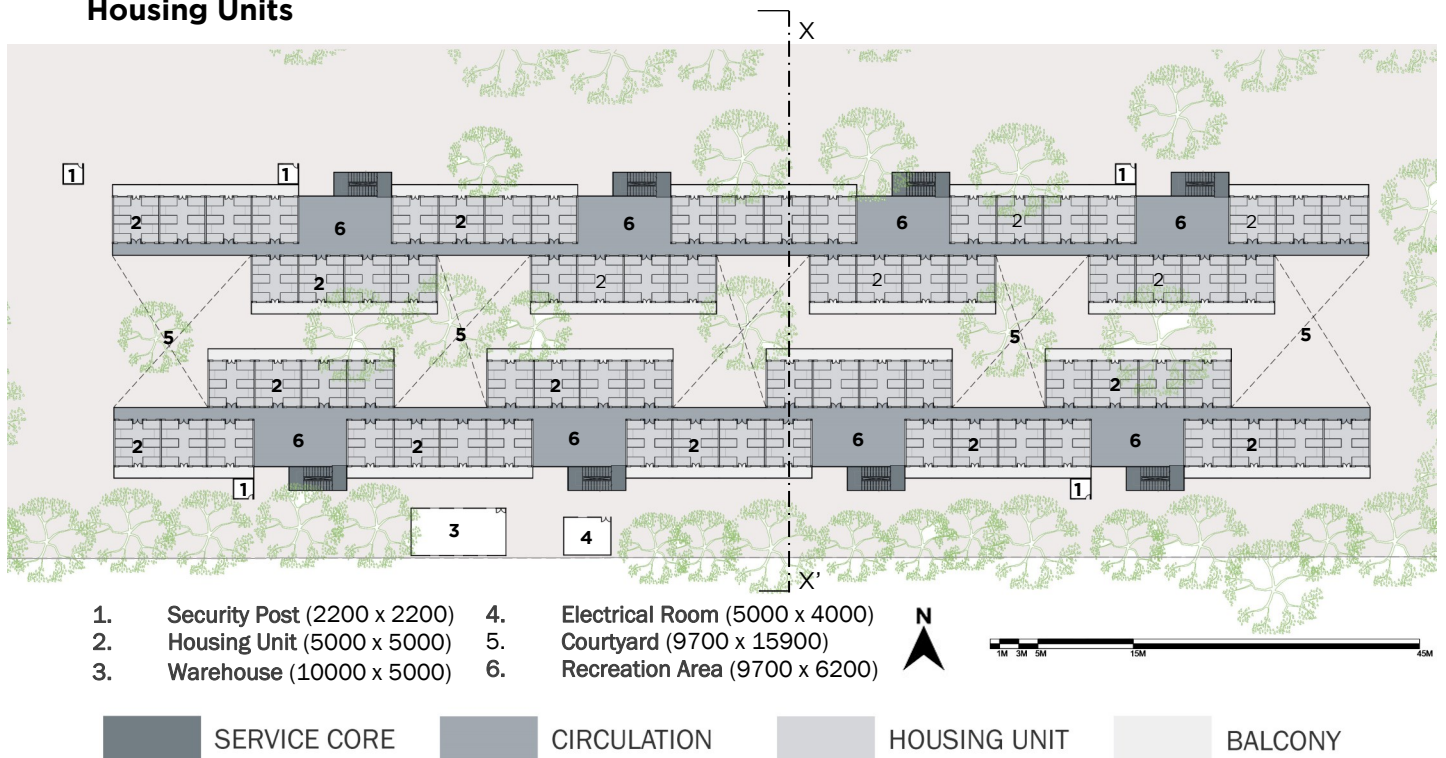 Housing Units
X
1
1
1
2
6
2
6
6
2
6
2
2
2
2
2
5
5
5
5
2
2
2
2
6
2
6
2
6
2
6
2
1
1
3
4
X'
1. Security Post (2200 x 2200)
2. Housing Unit (5000 x 5000)
3. Warehouse (10000 x 5000)
4. Electrical Room (5000 x 4000)
5. Courtyard (9700 x 15900)
6. Recreation Area (9700 x 6200)
N
1M 3M 5M 15M 45M
SERVICE CORE
CIRCULATION
HOUSING UNIT
BALCONY